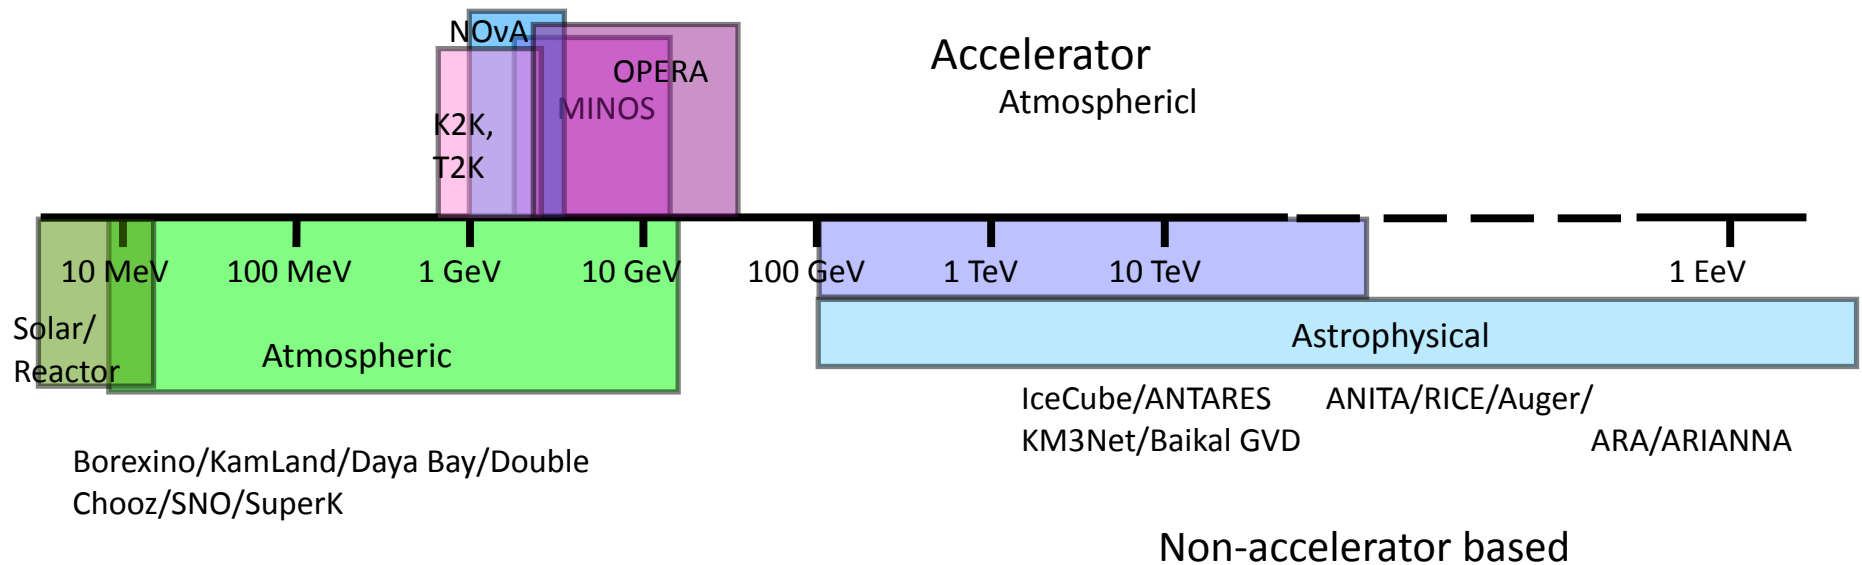 NOνA
Accelerator
OPERA
Atmosphericl
MINOS
K2K,
T2K
10 MeV 100 MeV 1 GeV 10 GeV 100 GeV 1 TeV 10 TeV 1 EeV
Solar/
Reactor
Atmospheric
Astrophysical
IceCube/ANTARES
KM3Net/Baikal GVD
ANITA/RICE/Auger/
ARA/ARIANNA
Borexino/KamLand/Daya Bay/Double
Chooz/SNO/SuperK
Non-accelerator based